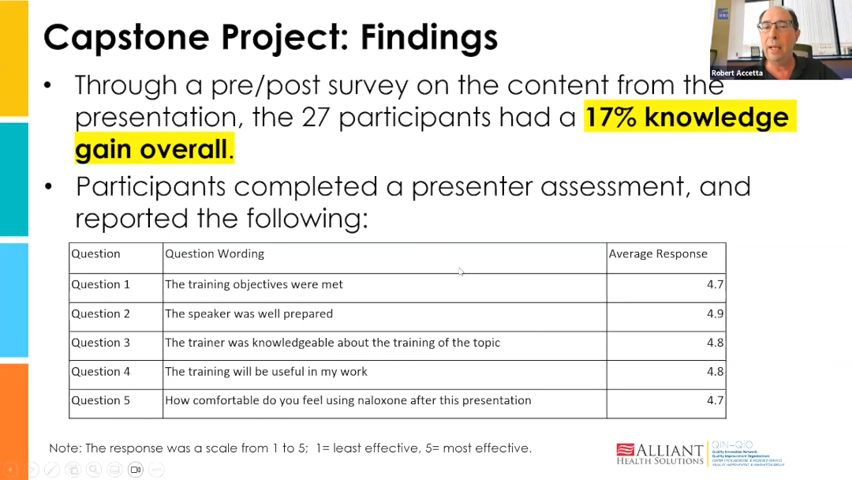 Capstone Project: Findings
Robert Accetta
• Through a pre/post survey on the content from the
presentation, the 27 participants had a 17% knowledge
gain overall.
• Participants completed a presenter assessment, and
reported the following:
Question Question Wording Average Response
Question 1 The training objectives were met 4.7
Question 2 The speaker was well prepared 4.9
Question 3 The trainer was knowledgeable about the training of the topic 4.8
Question 4 The training will be useful in my work 4.8
Question 5 How comfortable do you feel using naloxone after this presentation 4.7
Note: The response was a scale from 1 to 5; 1= least effective, 5= most effective.
ALLIANT
HEALTH SOLUTIONS
QIN-QIO
Quality Innovation Network -
Quality Improvement Organizations